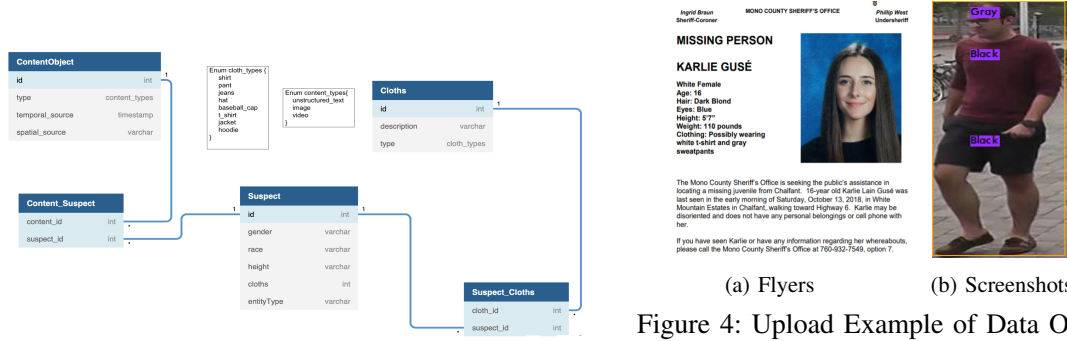 ContentObject
id int
type content_types
temporal_source timestamp
spatial_source varchar
1
Enum cloth_types {
shirt
pant
jeans
hat
baseball_cap
t_shirt
jacket
hoodie
}
Enum content_types{
unstructured_text
image
video
}
Cloths
id int
description varchar
type cloth_types
1
Content_Suspect
content_id int
suspect_id int
*
*
Suspect
1 id int 1
gender varchar
race varchar
height varchar
cloths int
entityType varchar
Suspect_Cloths
cloth_id int
suspect_id int
*
*
Ingrid Braun
Sheriff-Coroner
MONO COUNTY SHERIFF'S OFFICE
Phillip West
Undersheriff
MISSING PERSON
KARLIE GUSÉ
White Female
Age: 16
Hair: Dark Blond
Eyes: Blue
Height: 5'7"
Weight: 110 pounds
Clothing: Possibly wearing
white t-shirt and gray
sweatpants
The Mono County Sheriff's Office is seeking the public's assistance in
locating a missing juvenile from Chalfant. 16-year old Karlie Lain Gusé was
last seen in the early morning of Saturday, October 13, 2018, in White
Mountain Estates in Chalfant, walking toward Highway 6. Karlie may be
disoriented and does not have any personal belongings or cell phone with
her.
If you have seen Karlie or have any information regarding her whereabouts,
please call the Mono County Sheriff's Office at 760-932-7549, option 7.
Gray
Black
Black
(a) Flyers
(b) Screenshots
Figure 4: Upload Example of Data O